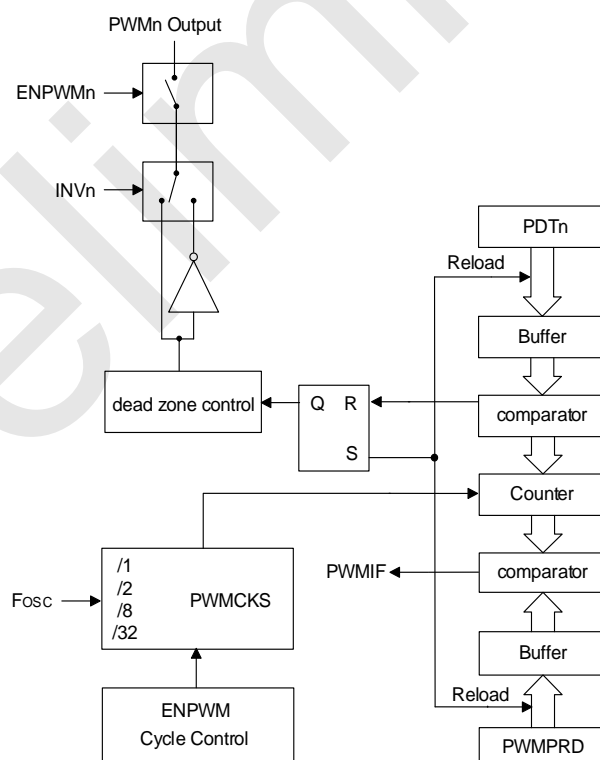 PWMn Output
ENPWMn
INVn
PDTn
Reload
Buffer
dead zone control
Q R
S
comparator
Counter
/1
/2
/8
/32
PWMCKS
Fosc
PWMIF
comparator
Buffer
Reload
ENPWM
Cycle Control
PWMPRD
elim